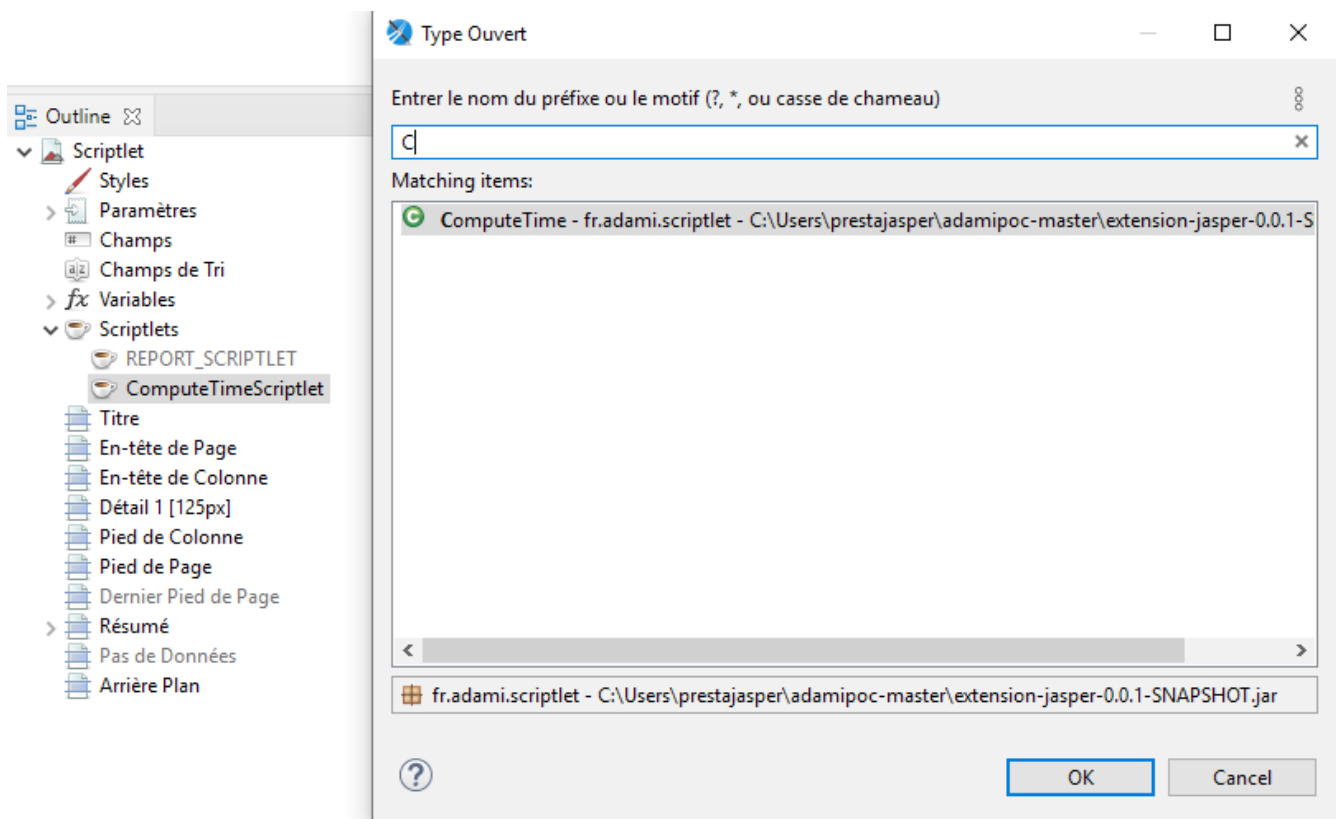 Outline
Scriptlet
Styles
Paramètres
Champs
Champs de Tri
fx Variables
Scriptlets
REPORT_SCRIPTLET
ComputeTimeScriptlet
Titre
En-tête de Page
En-tête de Colonne
Détail 1 [125px]
Pied de Colonne
Pied de Page
Dernier Pied de Page
Résumé
Pas de Données
Arrière Plan
Type Ouvert
Entrer le nom du préfixe ou le motif (?, *, ou casse de chameau)
C
Matching items:
ComputeTime - fr.adami.scriptlet - C:\Users\prestajasper\adamipoc-master\extension-jasper-0.0.1-S
fr.adami.scriptlet - C:\Users\prestajasper\adamipoc-master\extension-jasper-0.0.1-SNAPSHOT.jar
OK Cancel